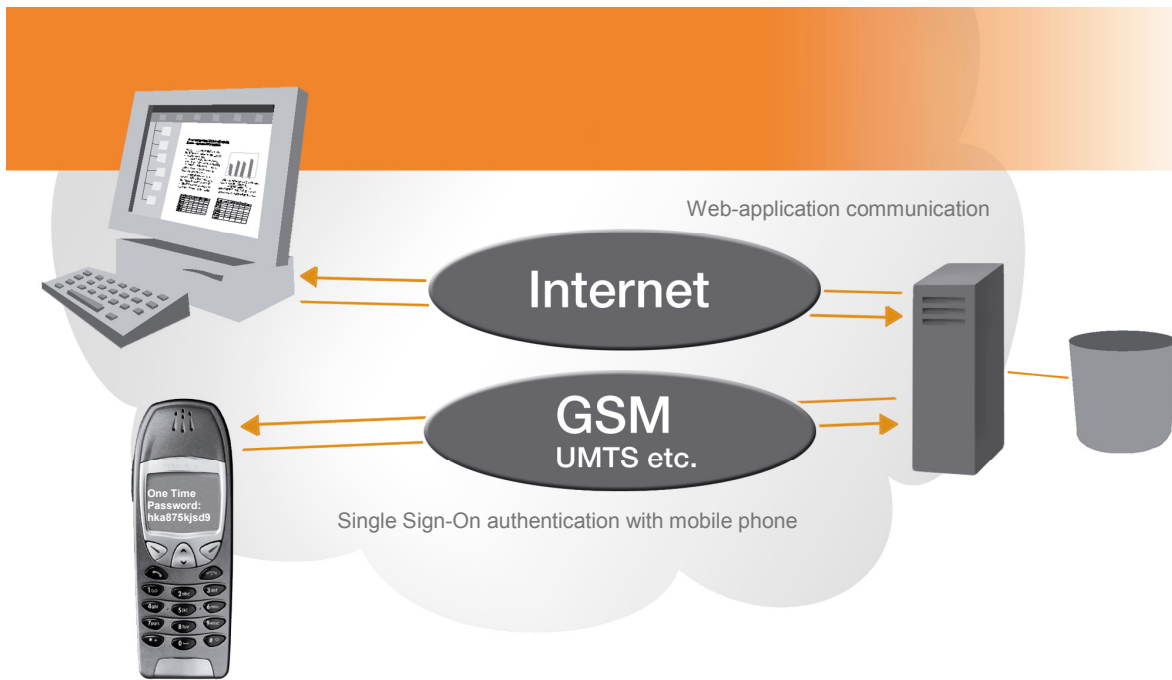 Web-application communication
Internet
GSM
UMTS etc.
One Time
Password:
hka875kjsd9
Single Sign-On authentication with mobile phone